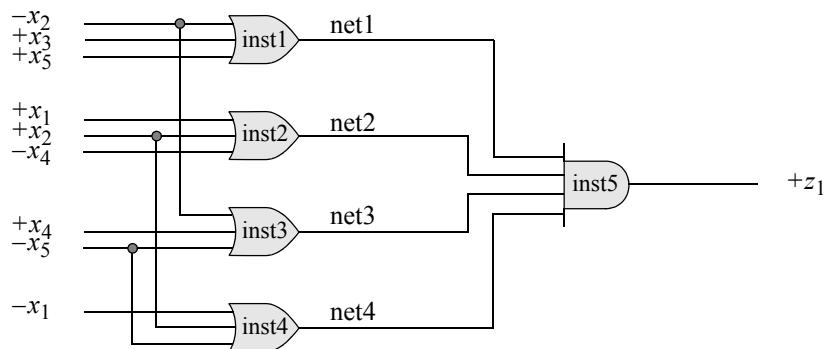 −x₂
+x₃
+x₅
inst1
net1
+x₁
+x₂
−x₄
inst2
net2
inst5
+z₁
+x₄
−x₅
inst3
net3
−x₁
inst4
net4